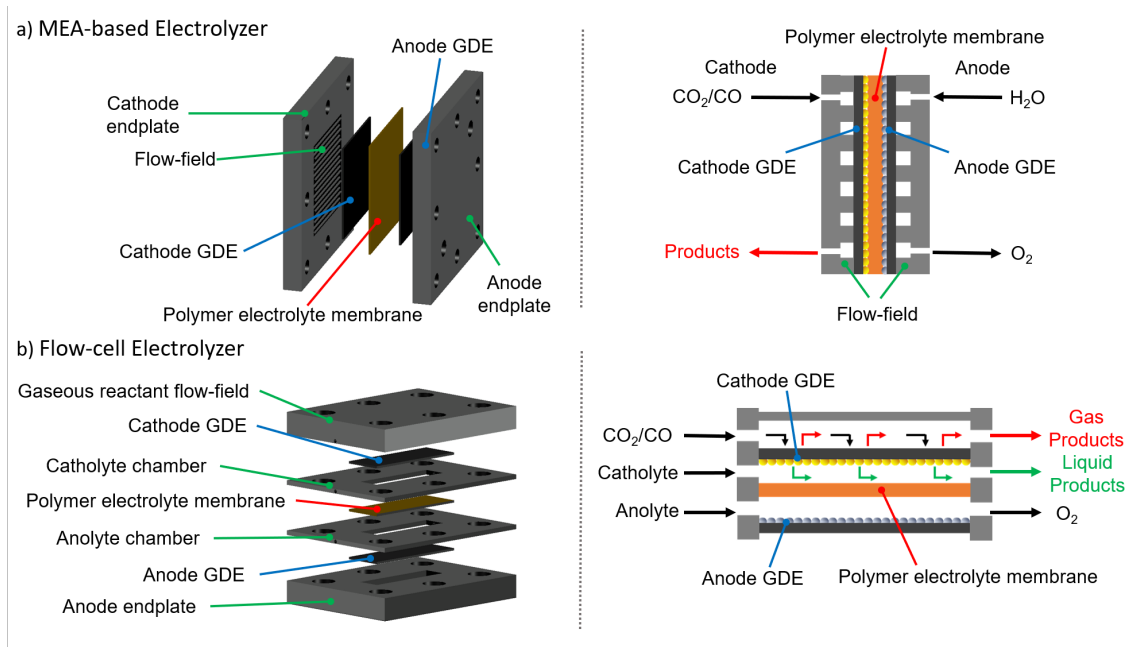 a) MEA-based Electrolyzer
Anode GDE
Cathode
endplate
Flow-field
Cathode GDE
Polymer electrolyte membrane
Anode
endplate
Polymer electrolyte membrane
Cathode
Anode
CO₂/CO
H₂O
Cathode GDE
Anode GDE
Products
O₂
Flow-field
b) Flow-cell Electrolyzer
Gaseous reactant flow-field
Cathode GDE
Catholyte chamber
Polymer electrolyte membrane
Anolyte chamber
Anode GDE
Anode endplate
Cathode GDE
CO₂/CO
Gas
Products
Catholyte
Liquid
Products
Anolyte
O₂
Anode GDE
Polymer electrolyte membrane